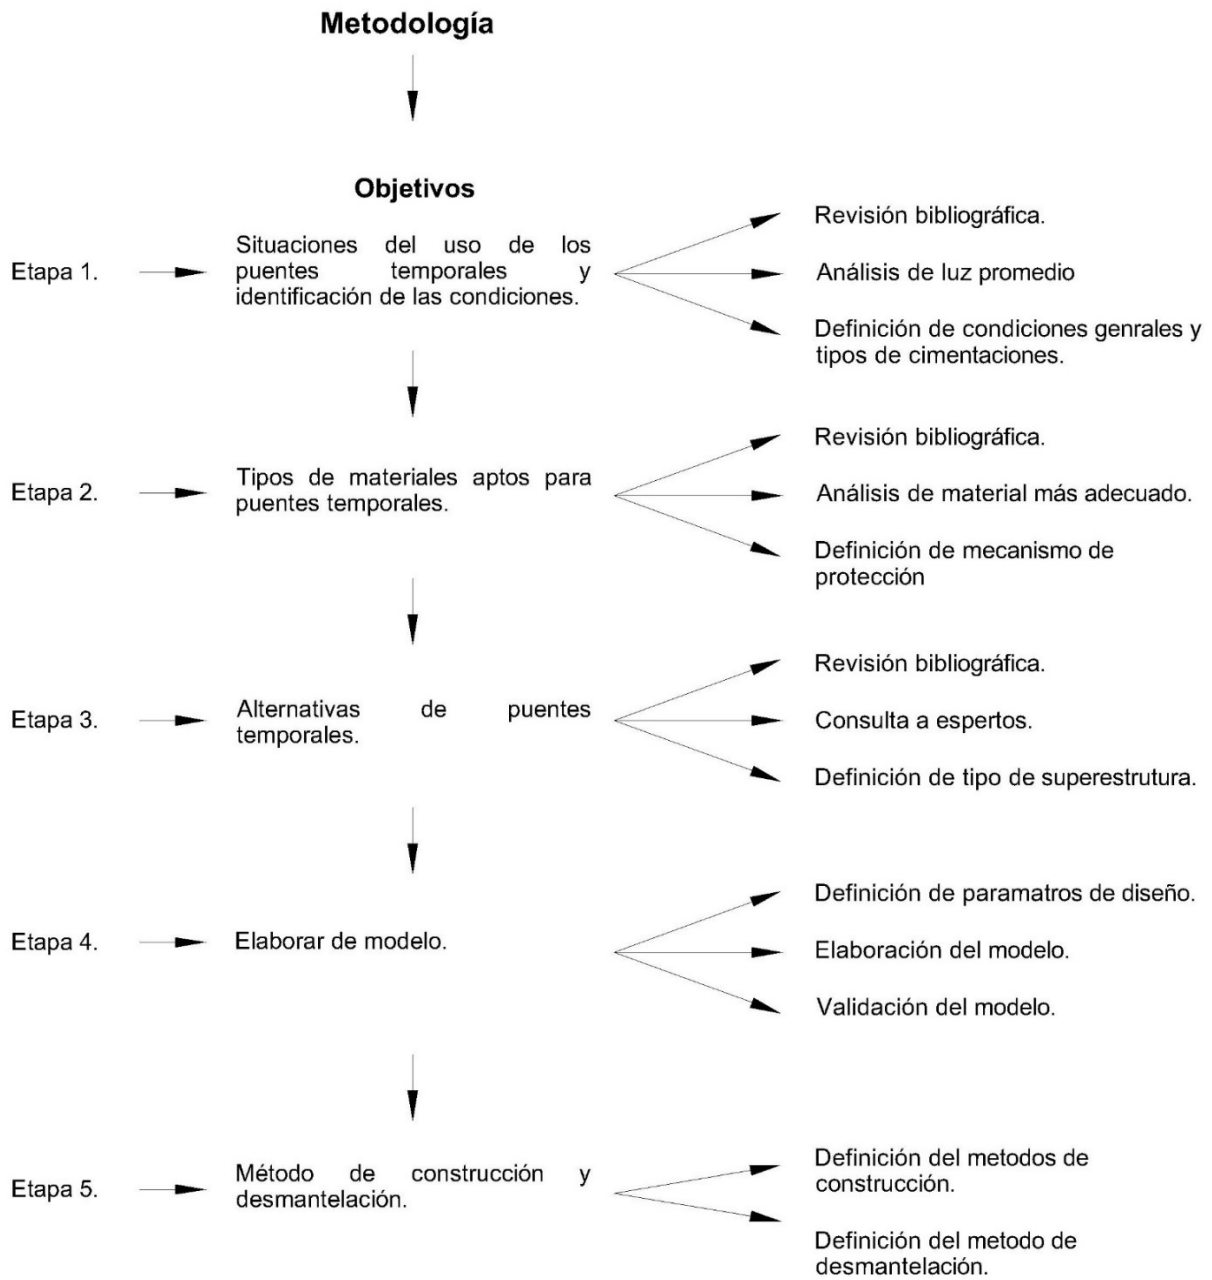 Metodología
Objetivos
Etapa 1.
Situaciones del uso de los
puentes temporales y
identificación de las condiciones.
Revisión bibliográfica.
Análisis de luz promedio
Definición de condiciones genrales y
tipos de cimentaciones.
Etapa 2.
Tipos de materiales aptos para
puentes temporales.
Revisión bibliográfica.
Análisis de material más adecuado.
Definición de mecanismo de
protección
Etapa 3.
Alternativas de puentes
temporales.
Revisión bibliográfica.
Consulta a espertos.
Definición de tipo de superestrutura.
Etapa 4.
Elaborar de modelo.
Definición de paramatros de diseño.
Elaboración del modelo.
Validación del modelo.
Etapa 5.
Método de construcción y
desmantelación.
Definición del metodos de
construcción.
Definición del metodo de
desmantelación.